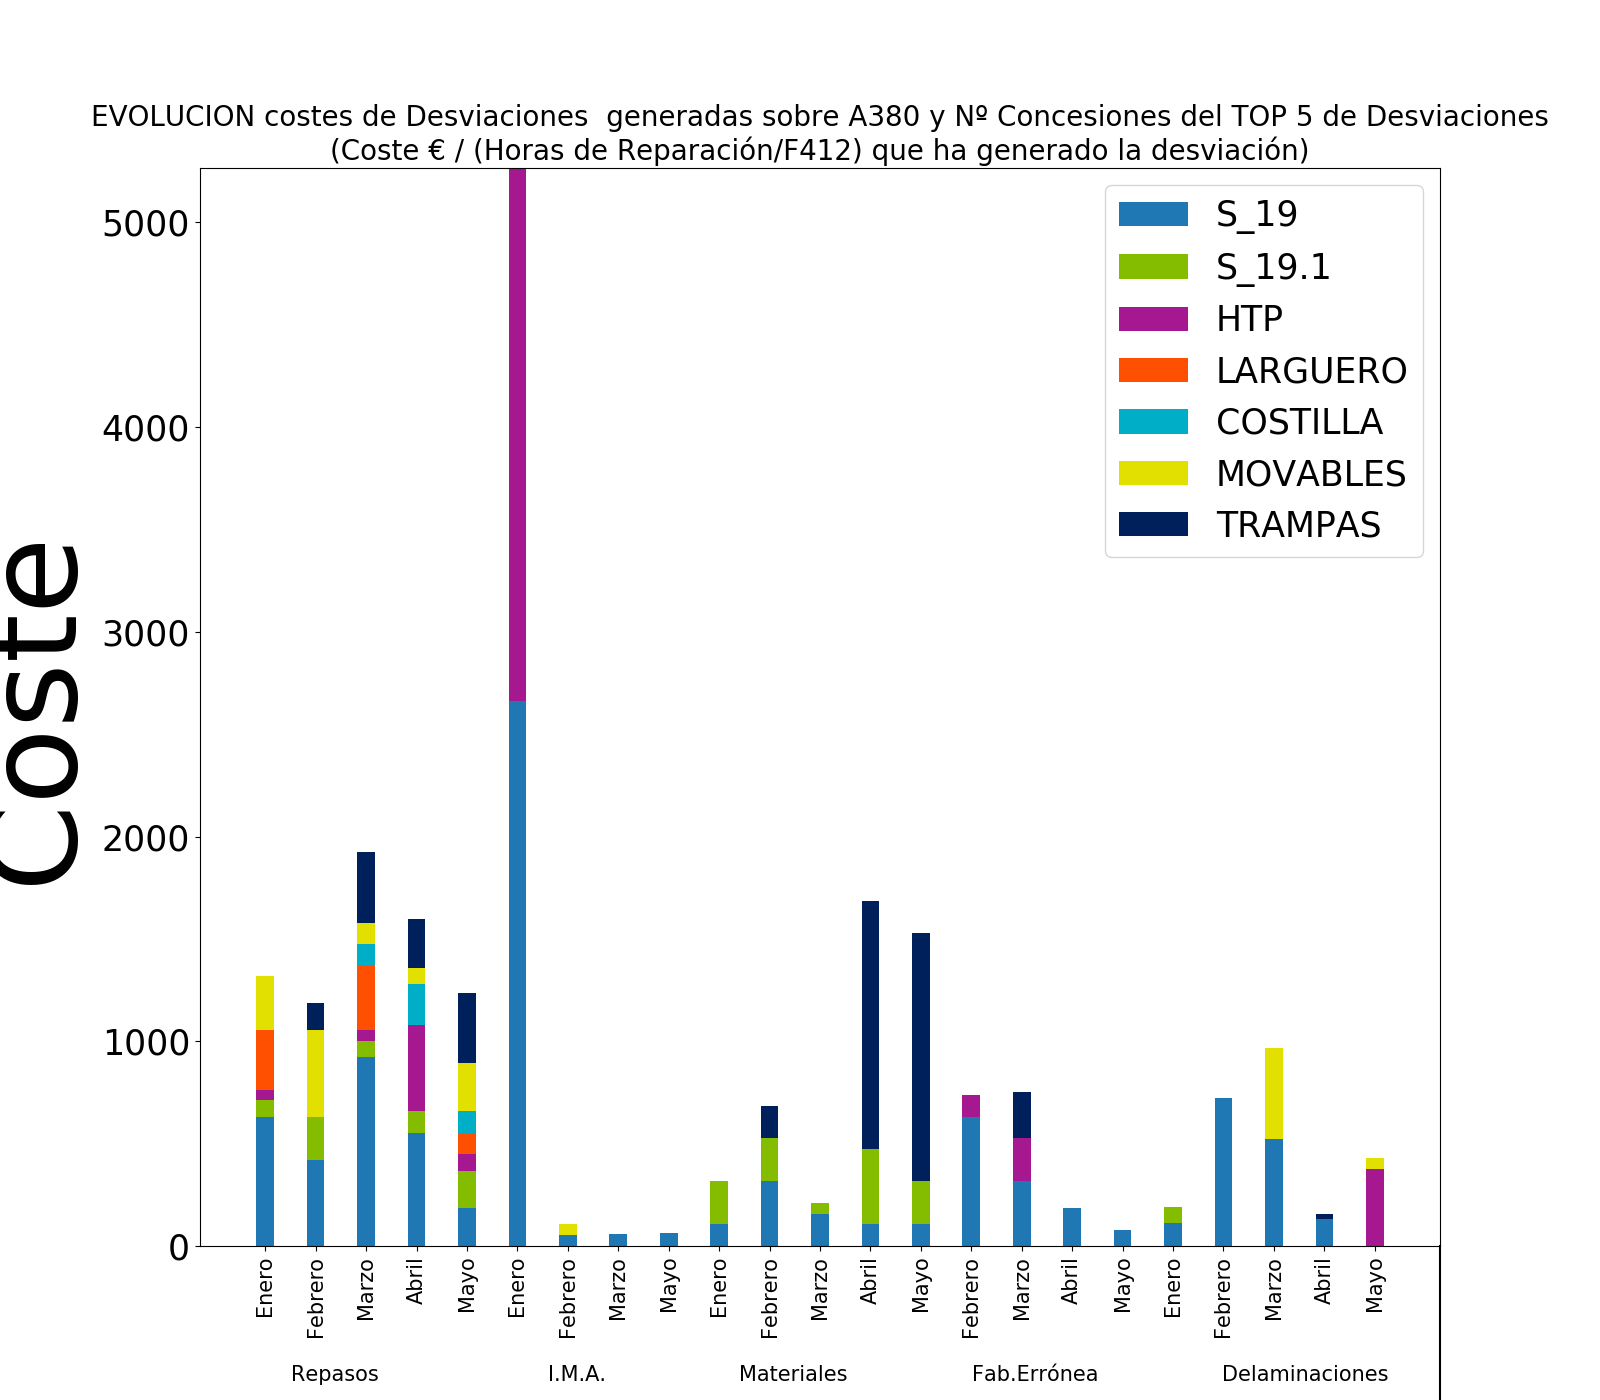 EVOLUCION costes de Desviaciones  generadas sobre A380 y Nº Concesiones del TOP 5 de Desviaciones
(Coste € / (Horas de Reparación/F412) que ha generado la desviación)
Coste
5000
4000
3000
2000
1000
0
S_19
S_19.1
HTP
LARGUERO
COSTILLA
MOVABLES
TRAMPAS
Enero
Febrero
Marzo
Abril
Mayo
Enero
Febrero
Marzo
Mayo
Enero
Febrero
Marzo
Abril
Mayo
Febrero
Marzo
Abril
Mayo
Enero
Febrero
Marzo
Abril
Mayo
Repasos
I.M.A.
Materiales
Fab.Errónea
Delaminaciones